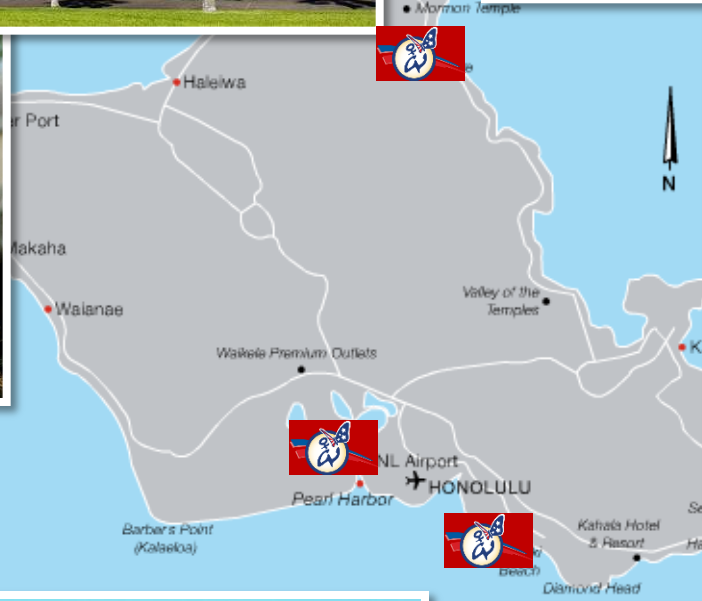 Mormon Temple
Haleiwa
Port
N
Makaha
Valley of the
Temples
Waianae
K
Waikele Premium Outlets
NL Airport
HONOLULU
Pearl Harbor
Barber's Point
(Kalaeloa)
Kahala Hotel
& Resort
Beach
Diamond Head